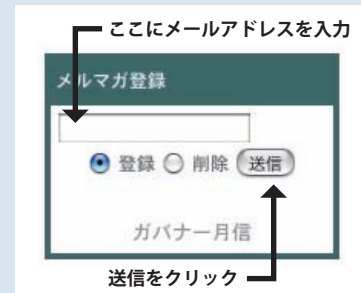 ここにメールアドレスを入力
メルマガ登録
登録 削除 送信
ガバナー月信
送信をクリック